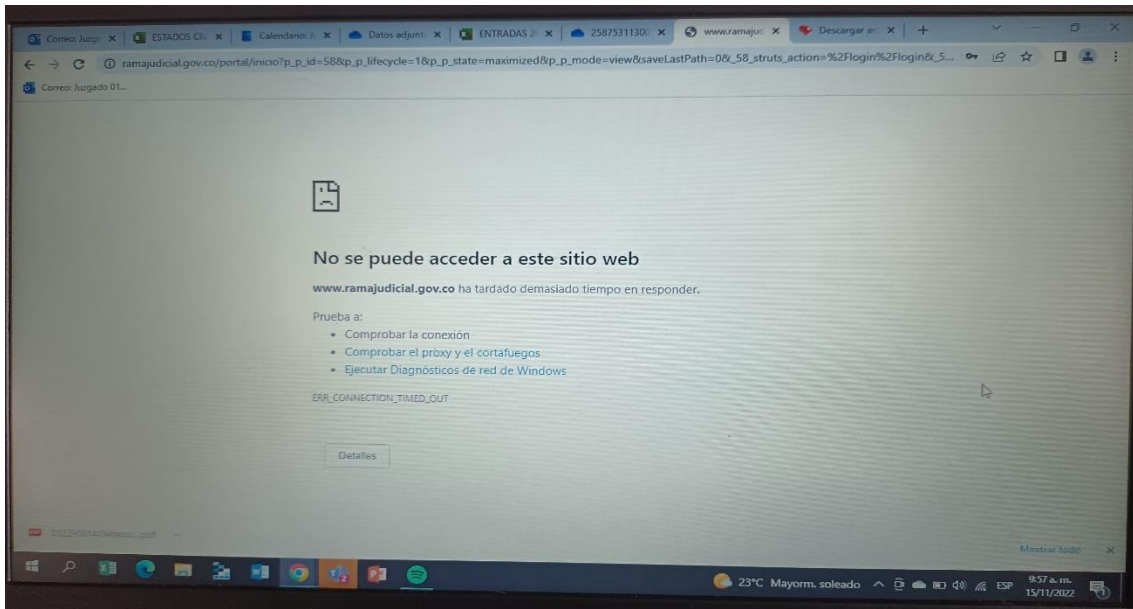 Correo: Juzg
ESTADOS CIV
Calendario:
Datos adjunt
ENTRADAS 2
25875311300
www.ramajud
Descargar ar
ramajudicial.gov.co/portal/inicio?p_p_id=58&p_p_lifecycle=1&p_p_state=maximized&p_p_mode=view&saveLastPath=0&_58_struts_action=%2Flogin%2Flogin&_5...
Correo: Juzgado 01...
No se puede acceder a este sitio web
www.ramajudicial.gov.co ha tardado demasiado tiempo en responder.
Prueba a:
Comprobar la conexión
Comprobar el proxy y el cortafuegos
Ejecutar Diagnósticos de red de Windows
ERR_CONNECTION_TIMED_OUT
Detalles
Mostrar todo
23°C Mayorm. soleado
ESP
9:57 a. m.
15/11/2022